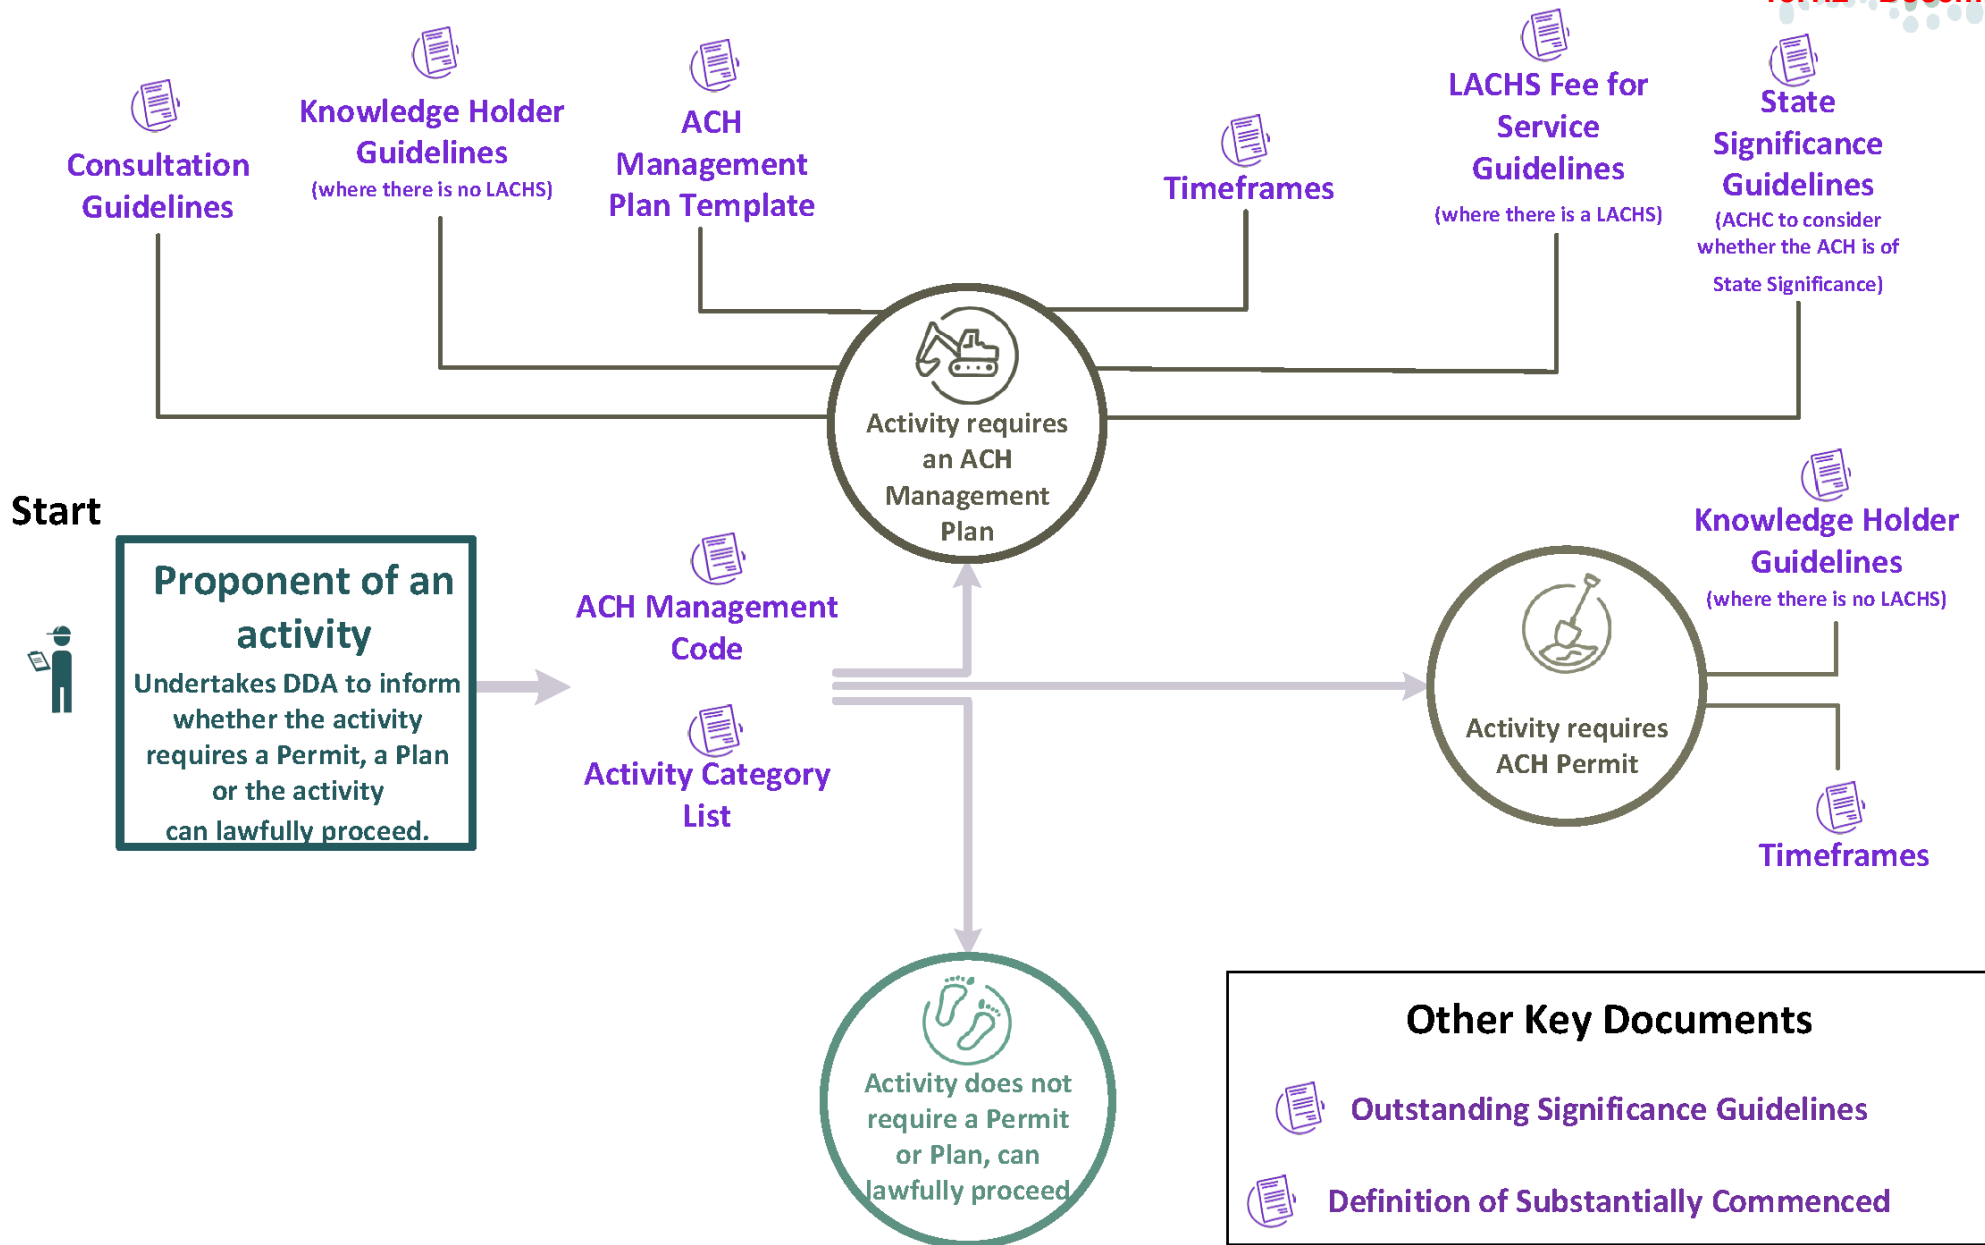 Consultation
Guidelines
Knowledge Holder
Guidelines
(where there is no LACHS)
ACH
Management
Plan Template
Timeframes
LACHS Fee for
Service
Guidelines
(where there is a LACHS)
State
Significance
Guidelines
(ACHC to consider
whether the ACH is of
State Significance)
Activity requires
an ACH
Management
Plan
Start
Proponent of an
activity
Undertakes DDA to inform
whether the activity
requires a Permit, a Plan
or the activity
can lawfully proceed.
ACH Management
Code
Activity Category
List
Activity requires
ACH Permit
Knowledge Holder
Guidelines
(where there is no LACHS)
Timeframes
Activity does not
require a Permit
or Plan, can
lawfully proceed
Other Key Documents
Outstanding Significance Guidelines
Definition of Substantially Commenced